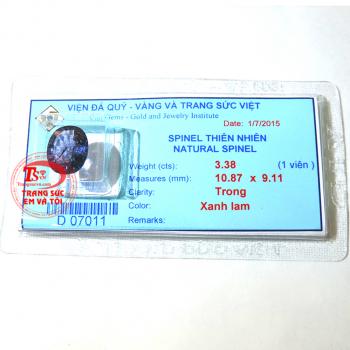 VIỆN ĐÁ QUÝ - VÀNG VÀ TRANG SỨC VIỆT
Gems - Gold and Jewelry Institute
Date: 1/7/2015
SPINEL THIÊN NHIÊN
NATURAL SPINEL
Weight (cts): 3.38 (1 viên)
Measures (mm): 10.87 x 9.11
Clarity: Trong
Color: Xanh lam
Remarks:
D 07011
TS
TRANG SỨC
EM VÀ TÔI